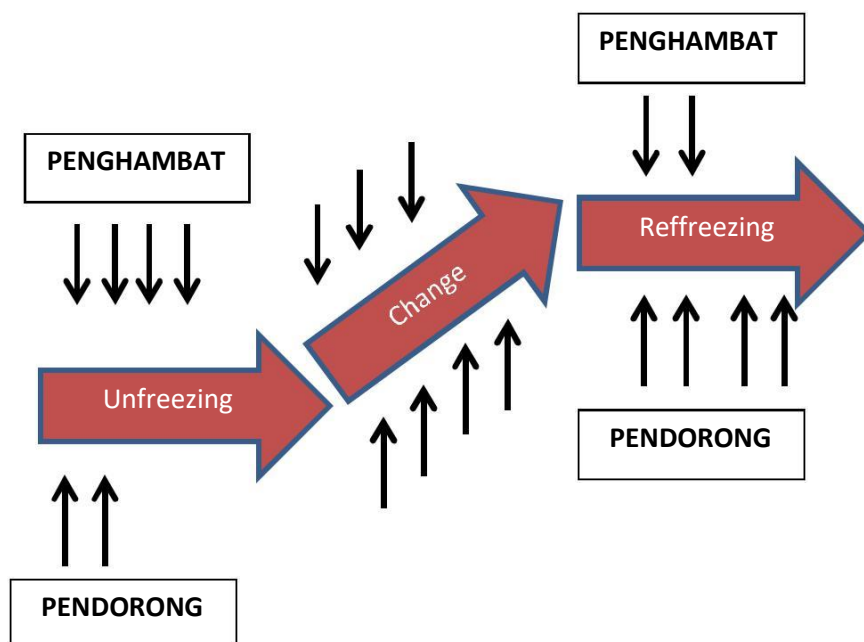 PENGHAMBAT
PENGHAMBAT
Reffreezing
Change
Unfreezing
PENDORONG
PENDORONG